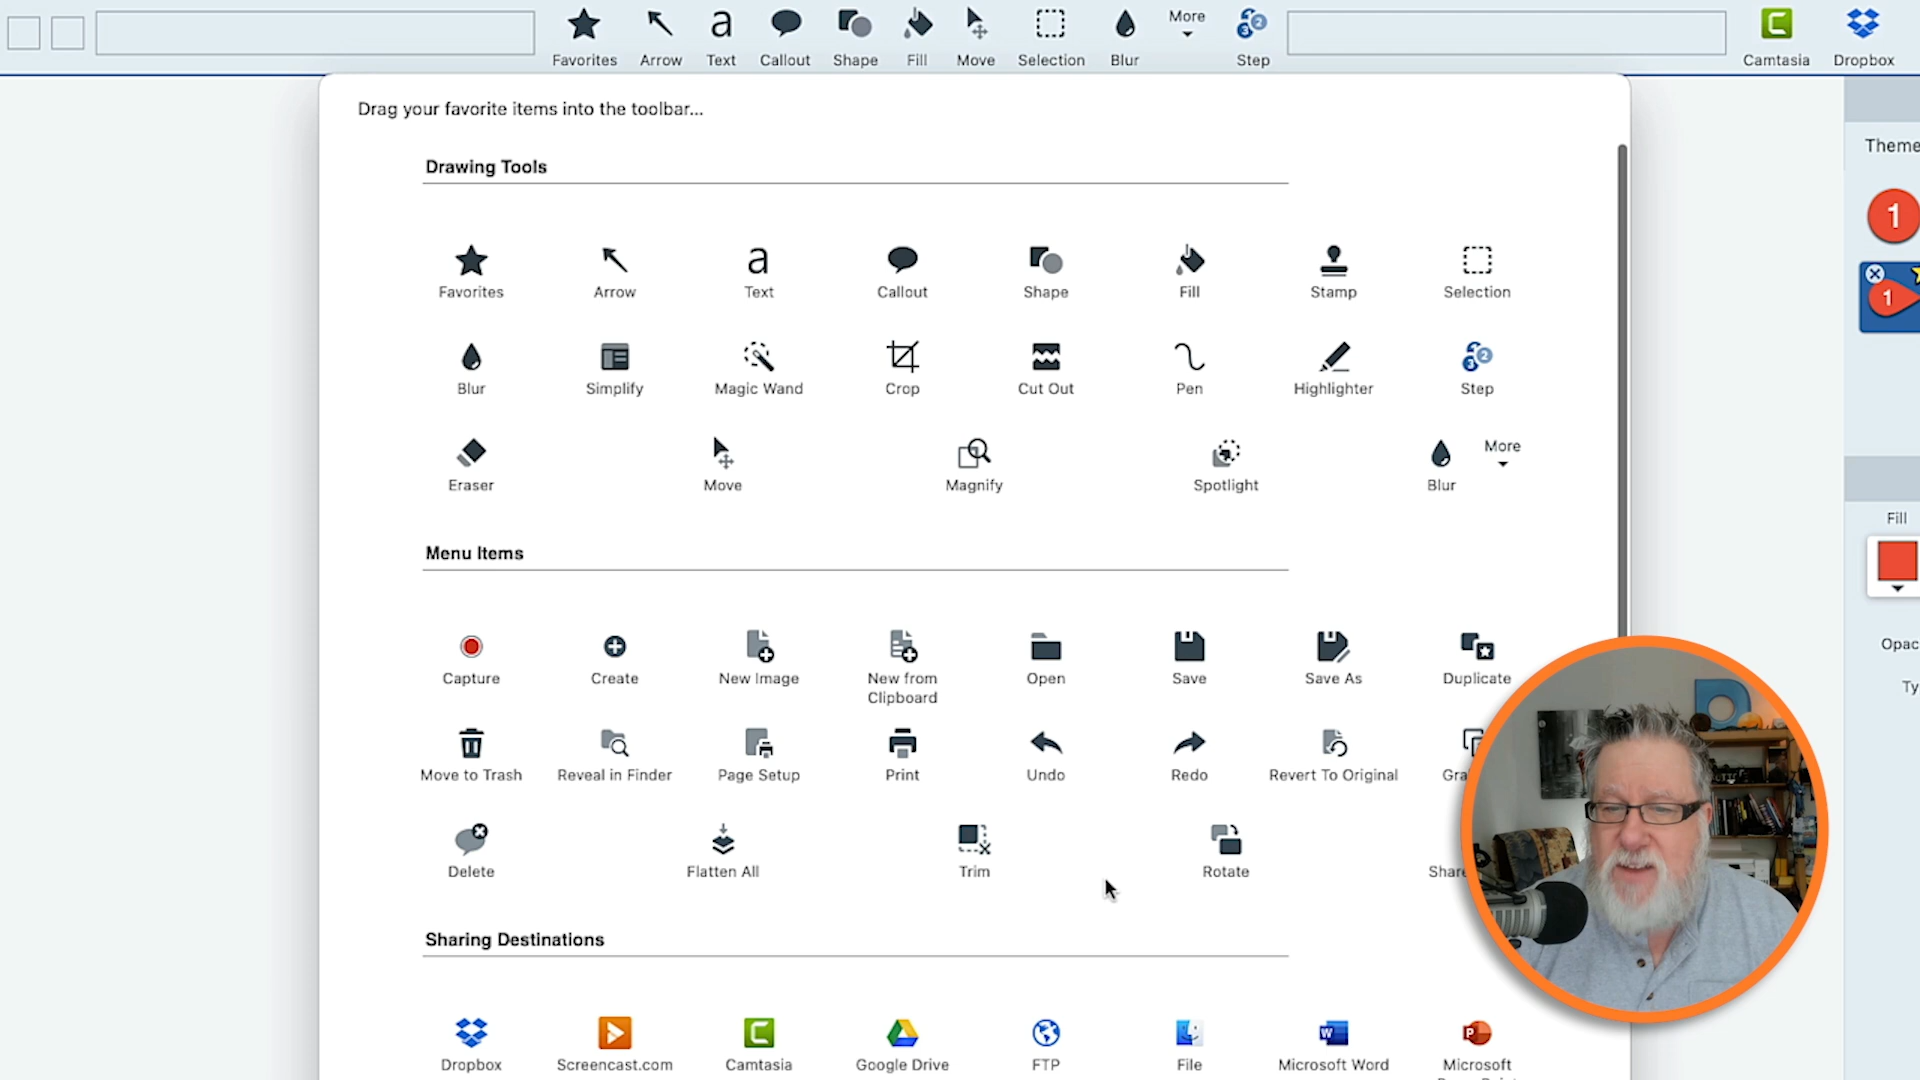 Favorites Arrow Text Callout Shape Fill Move Selection Blur More Step Camtasia Dropbox
Drag your favorite items into the toolbar...
Theme
Drawing Tools
1
Favorites Arrow Text Callout Shape Fill Stamp Selection
1
Blur Simplify Magic Wand Crop Cut Out Pen Highlighter Step
More
Eraser Move Magnify Spotlight Blur
Fill
Menu Items
Opac
Capture Create New Image New from Open Save Save As Duplicate
Clipboard
Ty
Move to Trash Reveal in Finder Page Setup Print Undo Redo Revert To Original Gra
Delete Flatten All Trim Rotate Share
Sharing Destinations
Dropbox Screencast.com Camtasia Google Drive FTP File Microsoft Word Microsoft